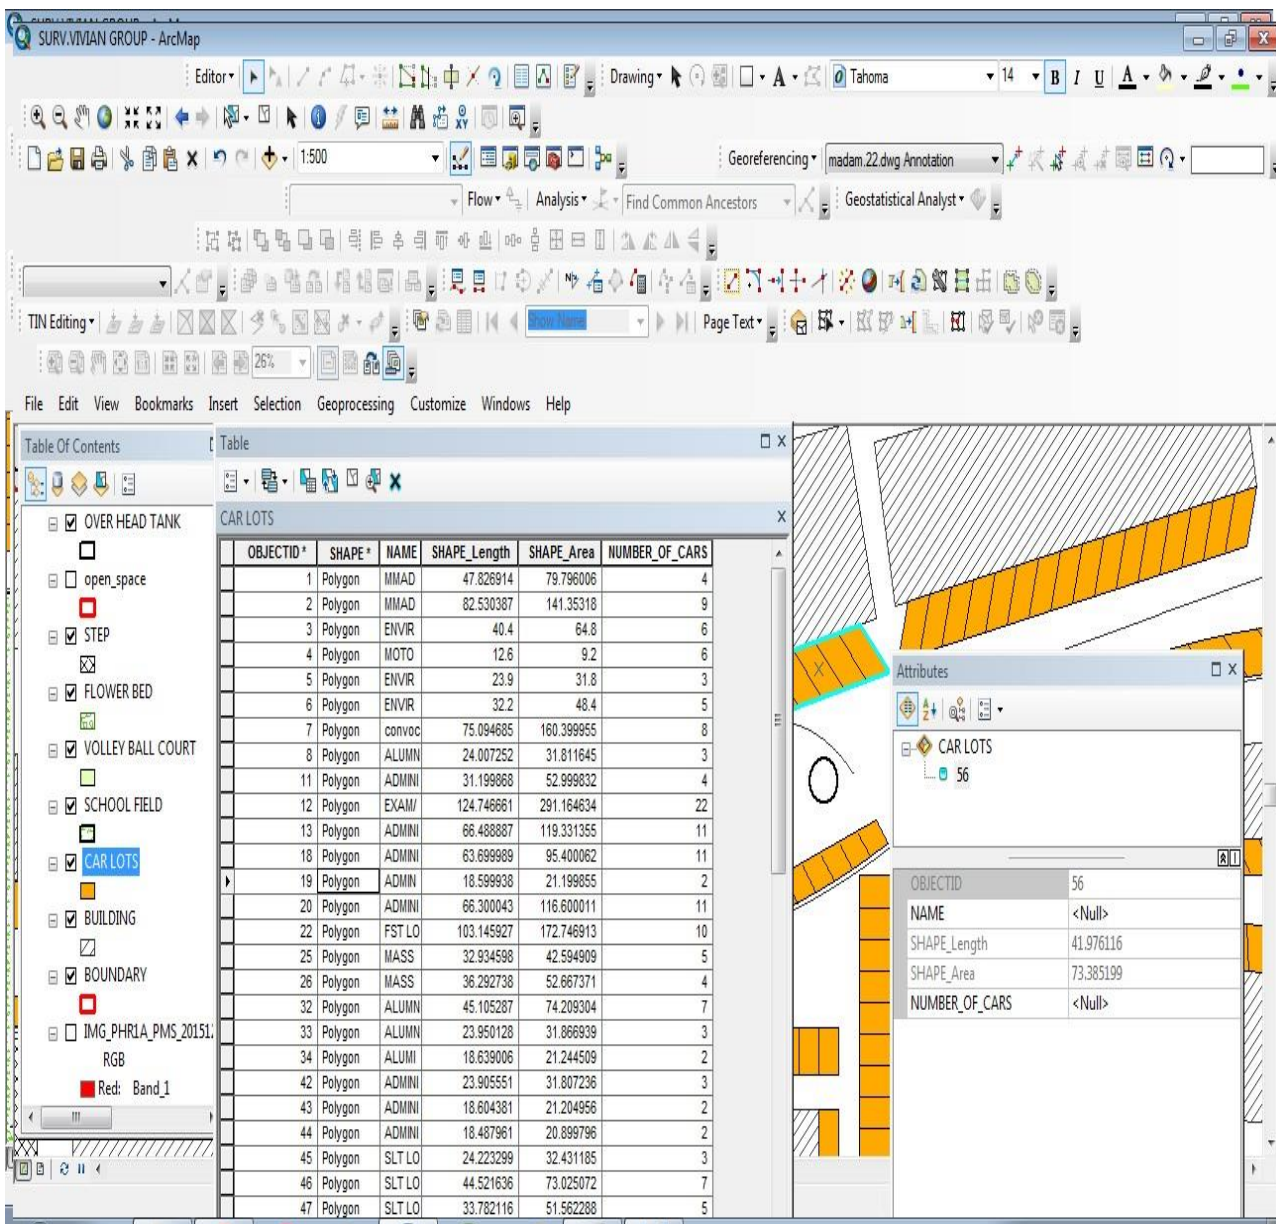 SURV.VIVIAN GROUP - ArcMap
Editor Drawing A Tahoma 14 B I U A
XY
1:500 Georeferencing madam.22.dwg Annotation
Flow Analysis Find Common Ancestors Geostatistical Analyst
TIN Editing Show Name Page Text
26%
File Edit View Bookmarks Insert Selection Geoprocessing Customize Windows Help
Table Of Contents
OVER HEAD TANK
open_space
STEP
FLOWER BED
VOLLEY BALL COURT
SCHOOL FIELD
CAR LOTS
BUILDING
BOUNDARY
IMG_PHR1A_PMS_201512
RGB
Red: Band_1
Table
CAR LOTS
OBJECTID * SHAPE * NAME SHAPE_Length SHAPE_Area NUMBER_OF_CARS
1 Polygon MMAD 47.826914 79.796006 4
2 Polygon MMAD 82.530387 141.35318 9
3 Polygon ENVIR 40.4 64.8 6
4 Polygon MOTO 12.6 9.2 6
5 Polygon ENVIR 23.9 31.8 3
6 Polygon ENVIR 32.2 48.4 5
7 Polygon convoc 75.094685 160.399955 8
8 Polygon ALUMN 24.007252 31.811645 3
11 Polygon ADMINI 31.199868 52.999832 4
12 Polygon EXAM/ 124.746661 291.164634 22
13 Polygon ADMINI 66.488887 119.331355 11
18 Polygon ADMINI 63.699989 95.400062 11
19 Polygon ADMIN 18.599938 21.199855 2
20 Polygon ADMINI 66.300043 116.600011 11
22 Polygon FST LO 103.145927 172.746913 10
25 Polygon MASS 32.934598 42.594909 5
26 Polygon MASS 36.292738 52.667371 4
32 Polygon ALUMN 45.105287 74.209304 7
33 Polygon ALUMN 23.950128 31.866939 3
34 Polygon ALUMI 18.639006 21.244509 2
42 Polygon ADMINI 23.905551 31.807236 3
43 Polygon ADMINI 18.604381 21.204956 2
44 Polygon ADMINI 18.487961 20.899796 2
45 Polygon SLT LO 24.223299 32.431185 3
46 Polygon SLT LO 44.521636 73.025072 7
47 Polygon SLT LO 33.782116 51.562288 5
Attributes
CAR LOTS
56
OBJECTID 56
NAME <Null>
SHAPE_Length 41.976116
SHAPE_Area 73.385199
NUMBER_OF_CARS <Null>